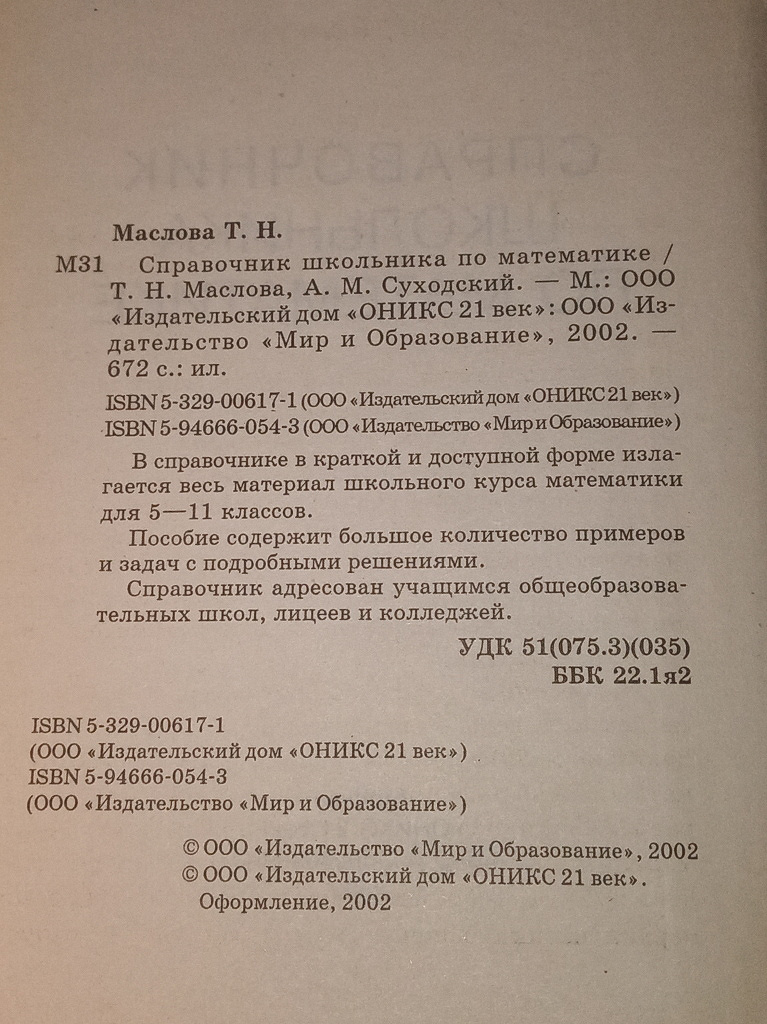 Маслова Т. Н.
М31 Справочник школьника по математике /
Т. Н. Маслова, А. М. Суходский. — М.: ООО
«Издательский дом «ОНИКС 21 век»: ООО «Из-
дательство «Мир и Образование», 2002. —
672 с.: ил.
ISBN 5-329-00617-1 (ООО «Издательский дом «ОНИКС 21 век»)
ISBN 5-94666-054-3 (ООО «Издательство «Мир и Образование»)
В справочнике в краткой и доступной форме изла-
гается весь материал школьного курса математики
для 5—11 классов.
Пособие содержит большое количество примеров
и задач с подробными решениями.
Справочник адресован учащимся общеобразова-
тельных школ, лицеев и колледжей.
УДК 51(075.3)(035)
ББК 22.1я2
ISBN 5-329-00617-1
(ООО «Издательский дом «ОНИКС 21 век»)
ISBN 5-94666-054-3
(ООО «Издательство «Мир и Образование»)
© ООО «Издательство «Мир и Образование», 2002
© ООО «Издательский дом «ОНИКС 21 век».
Оформление, 2002